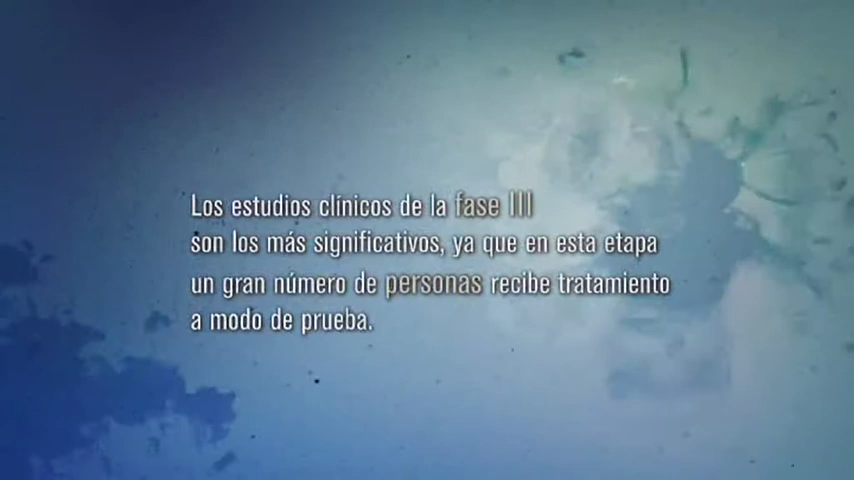 Los estudios clínicos de la fase III
son los más significativos, ya que en esta etapa
un gran número de personas recibe tratamiento
a modo de prueba.